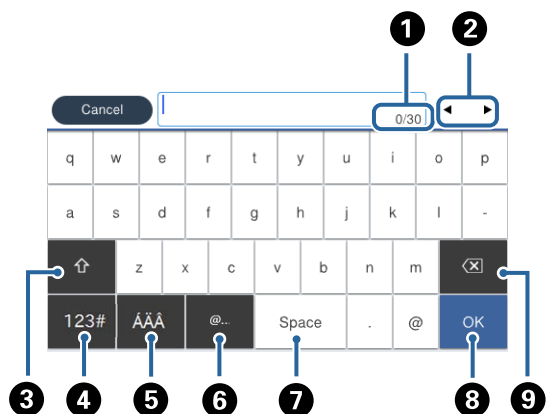 1 2
Cancel 0/30 ◀ ▶
q w e r t y u i o p
a s d f g h j k l -
z x c v b n m
123# ÁÄÂ @... Space . @ OK
3 4 5 6 7 8 9